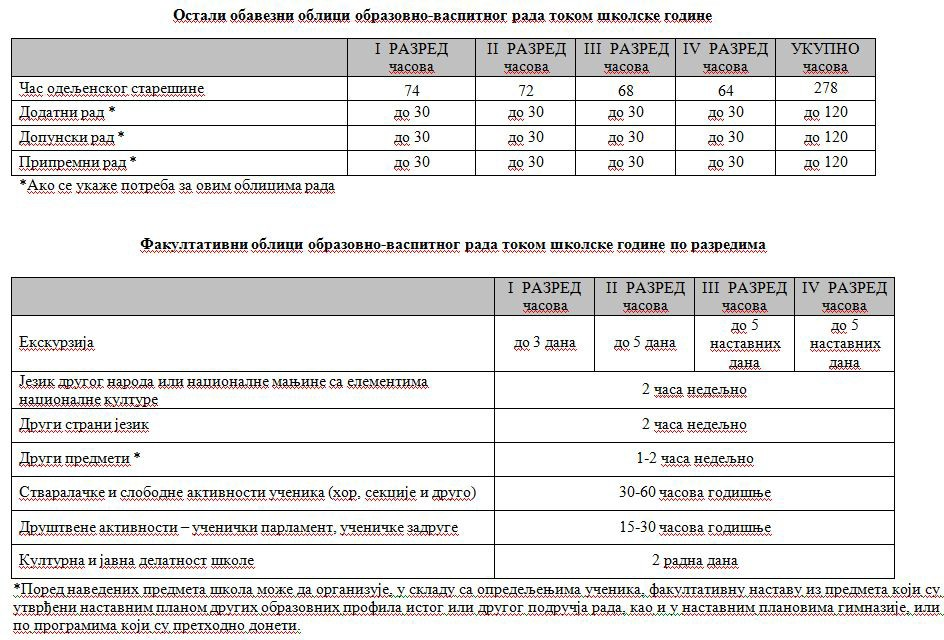 Остали обавезни облици образовно-васпитног рада током школске године
I РАЗРЕД часова II РАЗРЕД часова III РАЗРЕД часова IV РАЗРЕД часова УКУПНО часова
Час одељенског старешине 74 72 68 64 278
Додатни рад * до 30 до 30 до 30 до 30 до 120
Допунски рад * до 30 до 30 до 30 до 30 до 120
Припремни рад * до 30 до 30 до 30 до 30 до 120
*Ако се укаже потреба за овим облицима рада
Факултативни облици образовно-васпитног рада током школске године по разредима
I РАЗРЕД часова II РАЗРЕД часова III РАЗРЕД часова IV РАЗРЕД часова
Екскурзија до 3 дана до 5 дана до 5 наставних дана до 5 наставних дана
Језик другог народа или националне мањине са елементима
националне културе 2 часа недељно
Други страни језик 2 часа недељно
Други предмети * 1-2 часа недељно
Стваралачке и слободне активности ученика (хор, секције и друго) 30-60 часова годишње
Друштвене активности – ученички парламент, ученичке задруге 15-30 часова годишње
Културна и јавна делатност школе 2 радна дана
*Поред наведених предмета школа може да организује, у складу са опредељењима ученика, факултативну наставу из предмета који су
утврђени наставним планом других образовних профила истог или другог подручја рада, као и у наставним плановима гимназије, или
по програмима који су претходно донети.